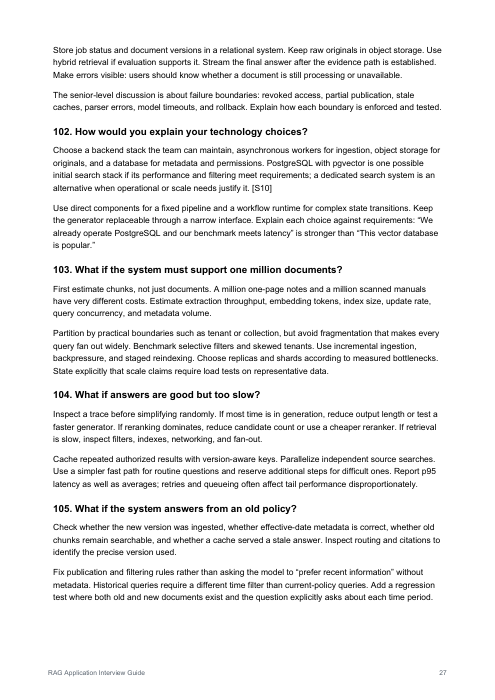 Store job status and document versions in a relational system. Keep raw originals in object storage. Use
hybrid retrieval if evaluation supports it. Stream the final answer after the evidence path is established.
Make errors visible: users should know whether a document is still processing or unavailable.
The senior-level discussion is about failure boundaries: revoked access, partial publication, stale
caches, parser errors, model timeouts, and rollback. Explain how each boundary is enforced and tested.
102. How would you explain your technology choices?
Choose a backend stack the team can maintain, asynchronous workers for ingestion, object storage for
originals, and a database for metadata and permissions. PostgreSQL with pgvector is one possible
initial search stack if its performance and filtering meet requirements; a dedicated search system is an
alternative when operational or scale needs justify it. [S10]
Use direct components for a fixed pipeline and a workflow runtime for complex state transitions. Keep
the generator replaceable through a narrow interface. Explain each choice against requirements: “We
already operate PostgreSQL and our benchmark meets latency” is stronger than “This vector database
is popular.”
103. What if the system must support one million documents?
First estimate chunks, not just documents. A million one-page notes and a million scanned manuals
have very different costs. Estimate extraction throughput, embedding tokens, index size, update rate,
query concurrency, and metadata volume.
Partition by practical boundaries such as tenant or collection, but avoid fragmentation that makes every
query fan out widely. Benchmark selective filters and skewed tenants. Use incremental ingestion,
backpressure, and staged reindexing. Choose replicas and shards according to measured bottlenecks.
State explicitly that scale claims require load tests on representative data.
104. What if answers are good but too slow?
Inspect a trace before simplifying randomly. If most time is in generation, reduce output length or test a
faster generator. If reranking dominates, reduce candidate count or use a cheaper reranker. If retrieval
is slow, inspect filters, indexes, networking, and fan-out.
Cache repeated authorized results with version-aware keys. Parallelize independent source searches.
Use a simpler fast path for routine questions and reserve additional steps for difficult ones. Report p95
latency as well as averages; retries and queueing often affect tail performance disproportionately.
105. What if the system answers from an old policy?
Check whether the new version was ingested, whether effective-date metadata is correct, whether old
chunks remain searchable, and whether a cache served a stale answer. Inspect routing and citations to
identify the precise version used.
Fix publication and filtering rules rather than asking the model to “prefer recent information” without
metadata. Historical queries require a different time filter than current-policy queries. Add a regression
test where both old and new documents exist and the question explicitly asks about each time period.
RAG Application Interview Guide
27